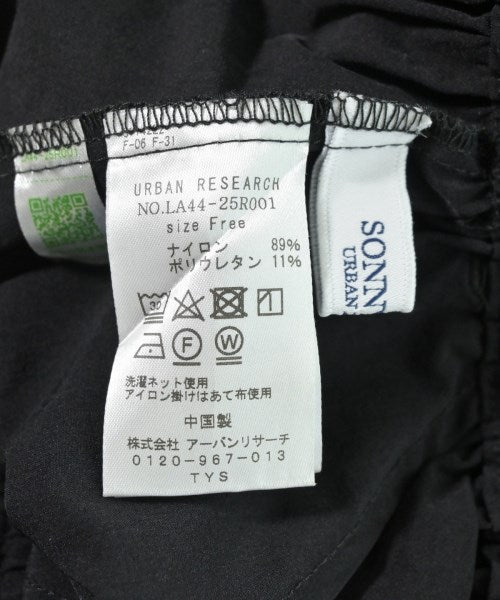 F-06 F-31
URBAN RESEARCH
NO.LA44-25R001
size Free
ナイロン 89%
ポリウレタン 11%
30
F W
洗濯ネット使用
アイロン掛けはあて布使用
中国製
株式会社 アーバンリサーチ
0120-967-013
TYS
SONN
URBAN